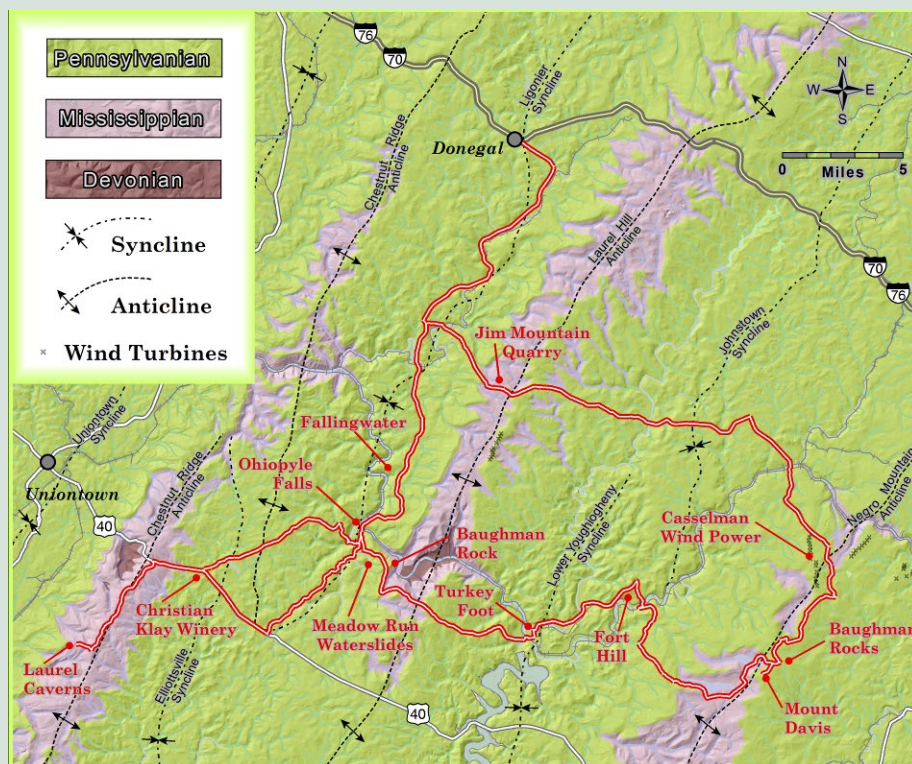 Pennsylvanian
Mississippian
Devonian
Syncline
Anticline
Wind Turbines
76
70
Ligonier
Syncline
Donegal
Chestnut Ridge
Anticline
N
W E
S
0 5
Miles
Laurel Hill
Anticline
70
76
Jim Mountain
Quarry
Johnstown
Syncline
Uniontown
Syncline
Fallingwater
Ohiopyle
Falls
Uniontown
40
Chestnut Ridge
Anticline
Negro Mountain
Anticline
Casselman
Wind Power
Baughman
Rock
Lower Youghiogheny
Syncline
Turkey
Foot
Christian
Klay Winery
Meadow Run
Waterslides
Fort
Hill
Laurel
Caverns
Elliottsville
Syncline
40
Baughman
Rocks
Mount
Davis